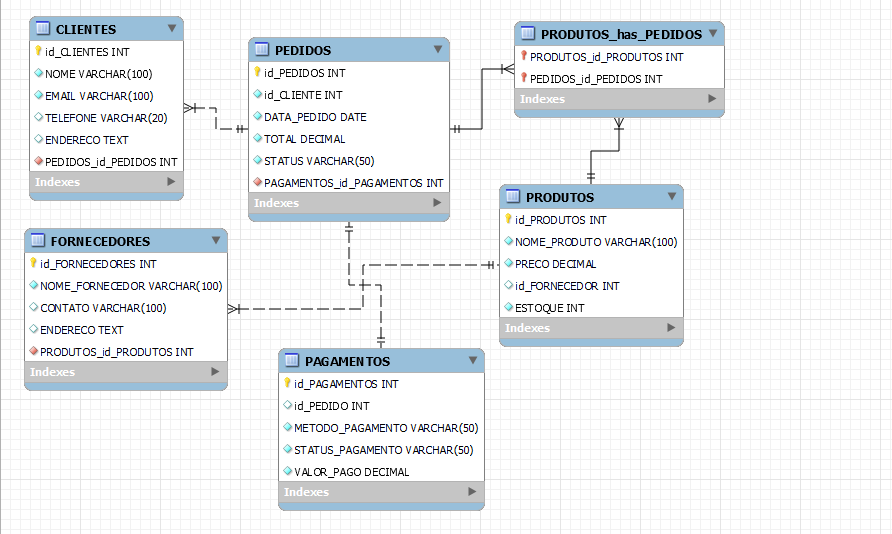 CLIENTES
id_CLIENTES INT
NOME VARCHAR(100)
EMAIL VARCHAR(100)
TELEFONE VARCHAR(20)
ENDERECO TEXT
PEDIDOS_id_PEDIDOS INT
Indexes
PEDIDOS
id_PEDIDOS INT
id_CLIENTE INT
DATA_PEDIDO DATE
TOTAL DECIMAL
STATUS VARCHAR(50)
PAGAMENTOS_id_PAGAMENTOS INT
Indexes
PRODUTOS_has_PEDIDOS
PRODUTOS_id_PRODUTOS INT
PEDIDOS_id_PEDIDOS INT
Indexes
PRODUTOS
id_PRODUTOS INT
NOME_PRODUTO VARCHAR(100)
PRECO DECIMAL
id_FORNECEDOR INT
ESTOQUE INT
Indexes
FORNECEDORES
id_FORNECEDORES INT
NOME_FORNECEDOR VARCHAR(100)
CONTATO VARCHAR(100)
ENDERECO TEXT
PRODUTOS_id_PRODUTOS INT
Indexes
PAGAMENTOS
id_PAGAMENTOS INT
id_PEDIDO INT
METODO_PAGAMENTO VARCHAR(50)
STATUS_PAGAMENTO VARCHAR(50)
VALOR_PAGO DECIMAL
Indexes